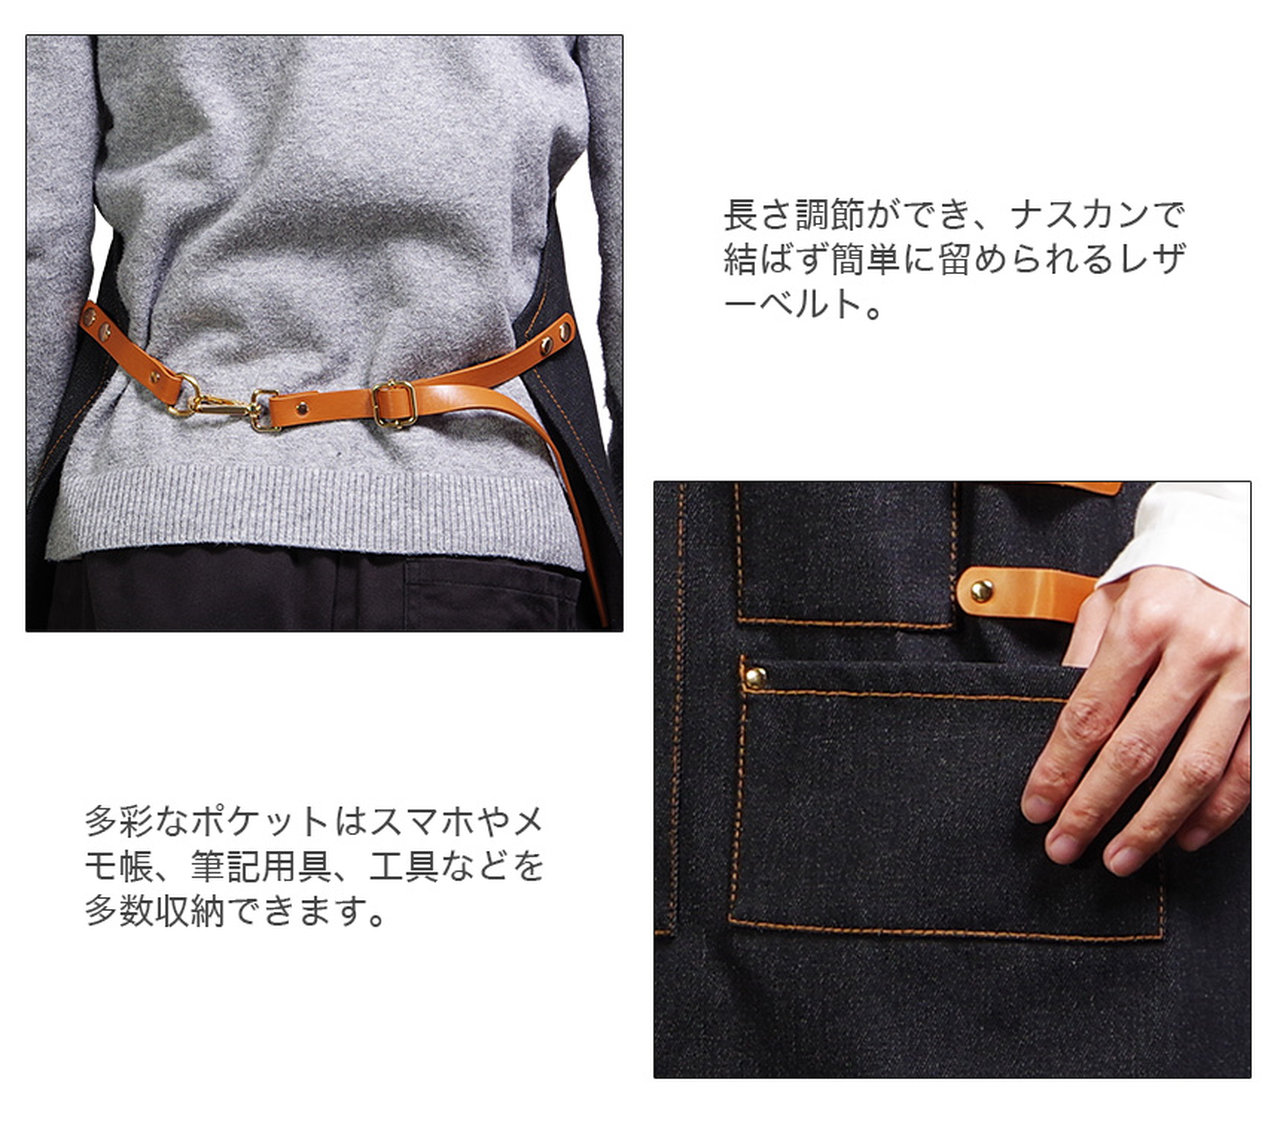 長さ調節ができ、ナスカンで
結ばず簡単に留められるレザ
ーベルト。
多彩なポケットはスマホやメ
モ帳、筆記用具、工具などを
多数収納できます。